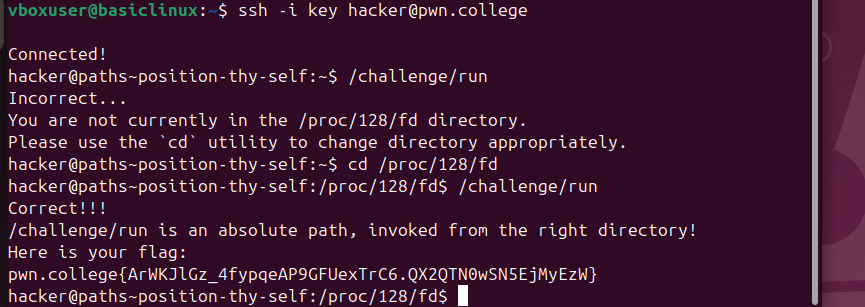 vboxuser@basiclinux:~$ ssh -i key hacker@pwn.college
Connected!
hacker@paths~position-thy-self:~$ /challenge/run
Incorrect...
You are not currently in the /proc/128/fd directory.
Please use the `cd` utility to change directory appropriately.
hacker@paths~position-thy-self:~$ cd /proc/128/fd
hacker@paths~position-thy-self:/proc/128/fd$ /challenge/run
Correct!!!
/challenge/run is an absolute path, invoked from the right directory!
Here is your flag:
pwn.college{ArWKJlGz_4fypqeAP9GFUexTrC6.QX2QTN0wSN5EjMyEzW}
hacker@paths~position-thy-self:/proc/128/fd$